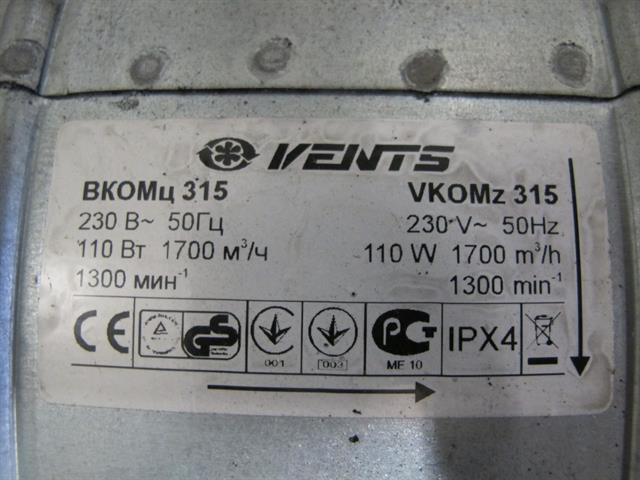 VENTS
ВКОМц 315
230 В~ 50Гц
110 Вт 1700 м³/ч
1300 мин⁻¹
VKOMz 315
230 V~ 50Hz
110 W 1700 m³/h
1300 min⁻¹
CE GS 001 003 РСТ ME 10 IPX4